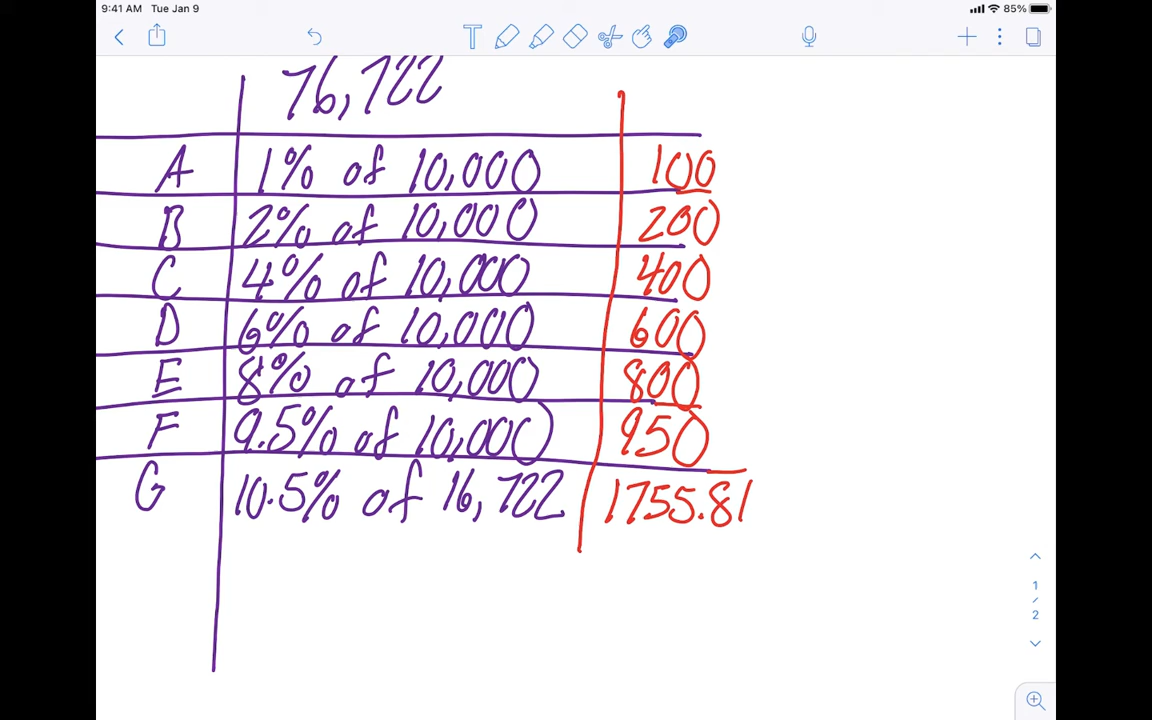 9:41 AM Tue Jan 9 85%
76,722
A 1% of 10,000 100
B 2% of 10,000 200
C 4% of 10,000 400
D 6% of 10,000 600
E 8% of 10,000 800
F 9.5% of 10,000 950
G 10.5% of 16,722 1755.81
1
/
2